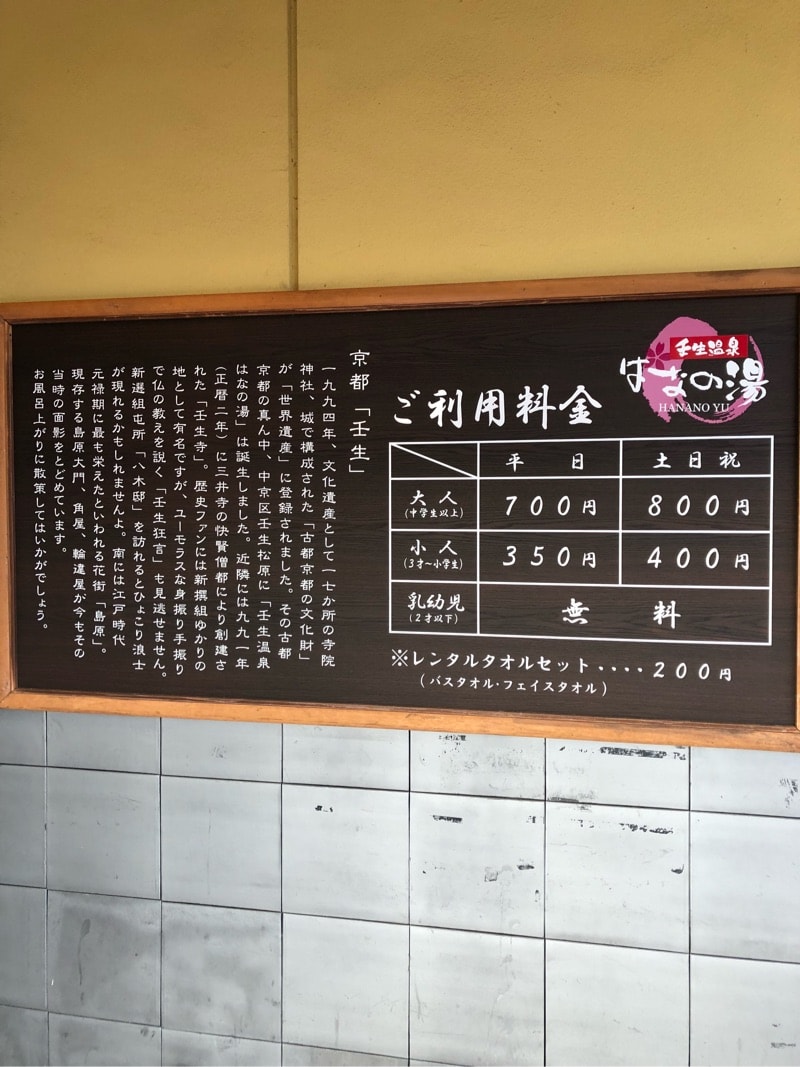 壬生温泉
はなの湯
HANANO YU
ご利用料金
平日 土日祝
大人 700円 800円
(中学生以上)
小人 350円 400円
(3才〜小学生)
乳幼児 無料
(2才以下)
※レンタルタオルセット....200円
(バスタオル・フェイスタオル)
京都「壬生」
一九九四年、文化遺産として一七か所の寺院
神社、城で構成された「古都京都の文化財」
が「世界遺産」に登録されました。その古都
京都の真ん中、中京区壬生松原に「壬生温泉
はなの湯」は誕生しました。近隣には九九一年
(正暦二年)に三井寺の快賢僧都により創建さ
れた「壬生寺」。歴史ファンには新撰組ゆかりの
地として有名ですが、ユーモラスな身振り手振り
で仏の教えを説く「壬生狂言」も見逃せません。
新選組屯所「八木邸」を訪れるとひょこり浪士
が現れるかもしれませんよ。南には江戸時代
元禄期に最も栄えたといわれる花街「島原」。
現存する島原大門、角屋、輪違屋が今もその
当時の面影をとどめています。
お風呂上がりに散策してはいかがでしょう。